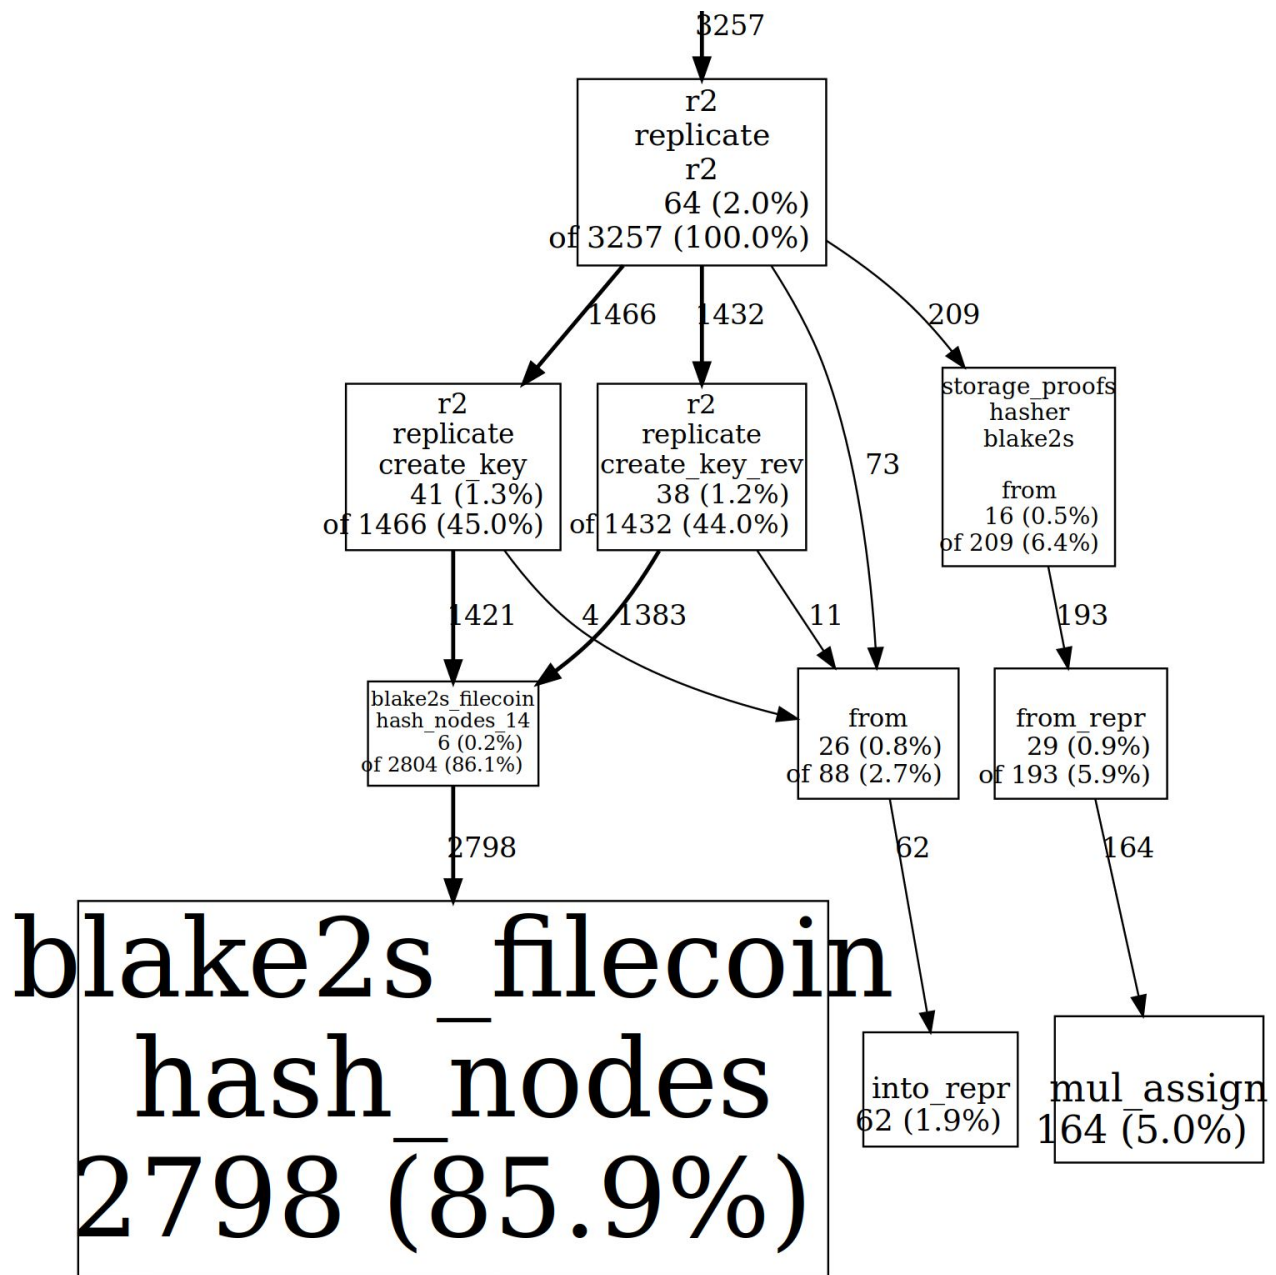 3257
r2
replicate
r2
64 (2.0%)
of 3257 (100.0%)
1466
1432
209
73
r2
replicate
create_key
41 (1.3%)
of 1466 (45.0%)
r2
replicate
create_key_rev
38 (1.2%)
of 1432 (44.0%)
storage_proofs
hasher
blake2s
from
16 (0.5%)
of 209 (6.4%)
1421
4
1383
11
193
blake2s_filecoin
hash_nodes_14
6 (0.2%)
of 2804 (86.1%)
from
26 (0.8%)
of 88 (2.7%)
from_repr
29 (0.9%)
of 193 (5.9%)
2798
62
164
blake2s_filecoin
hash_nodes
2798 (85.9%)
into_repr
62 (1.9%)
mul_assign
164 (5.0%)